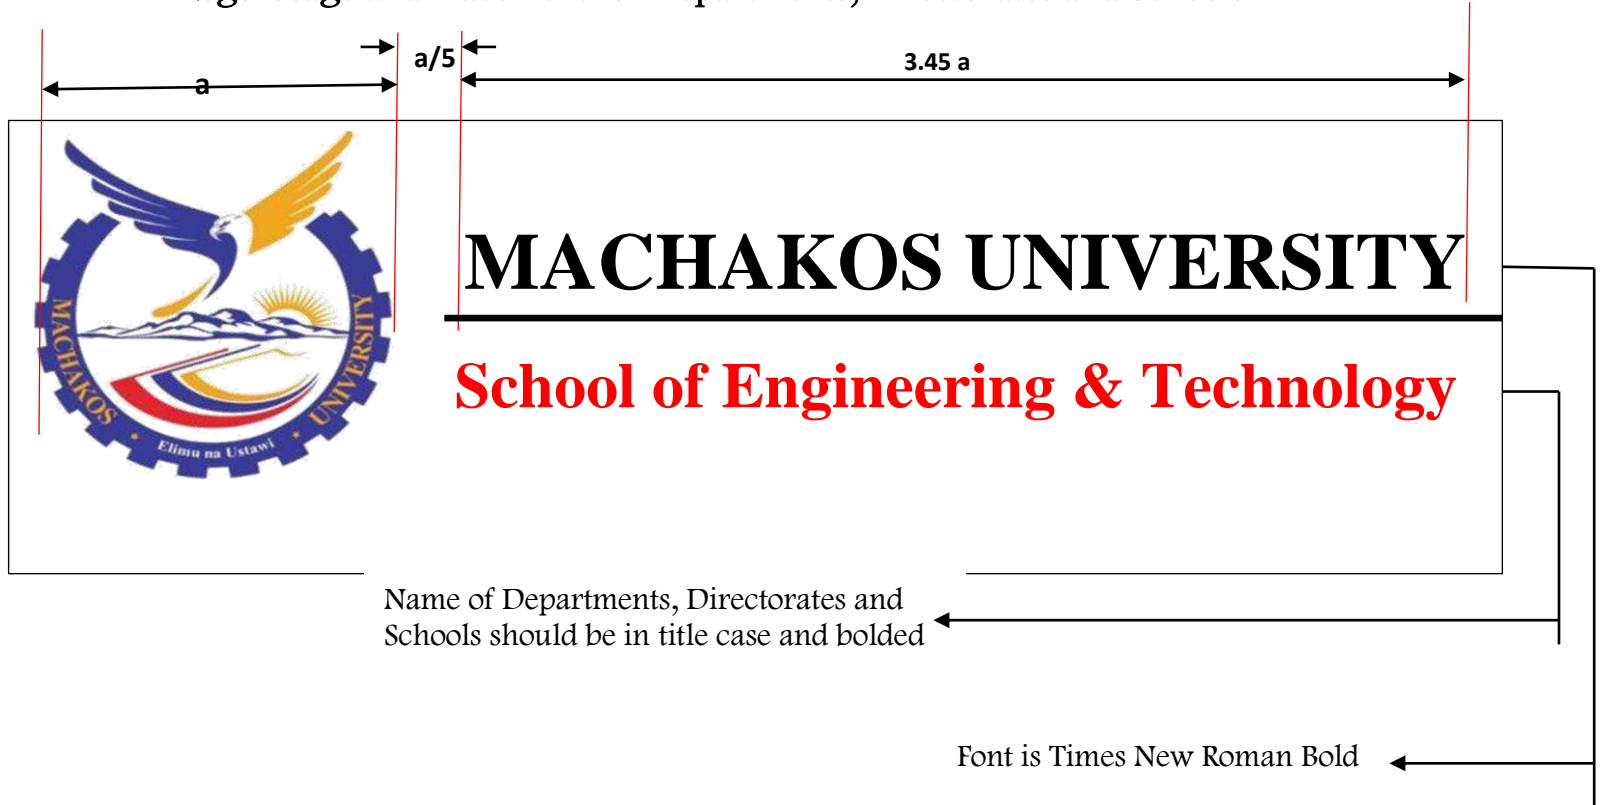 a
a/5
3.45 a
MACHAKOS UNIVERSITY
School of Engineering & Technology
MACHAKOS UNIVERSITY
Elimu na Ustawi
Name of Departments, Directorates and
Schools should be in title case and bolded
Font is Times New Roman Bold